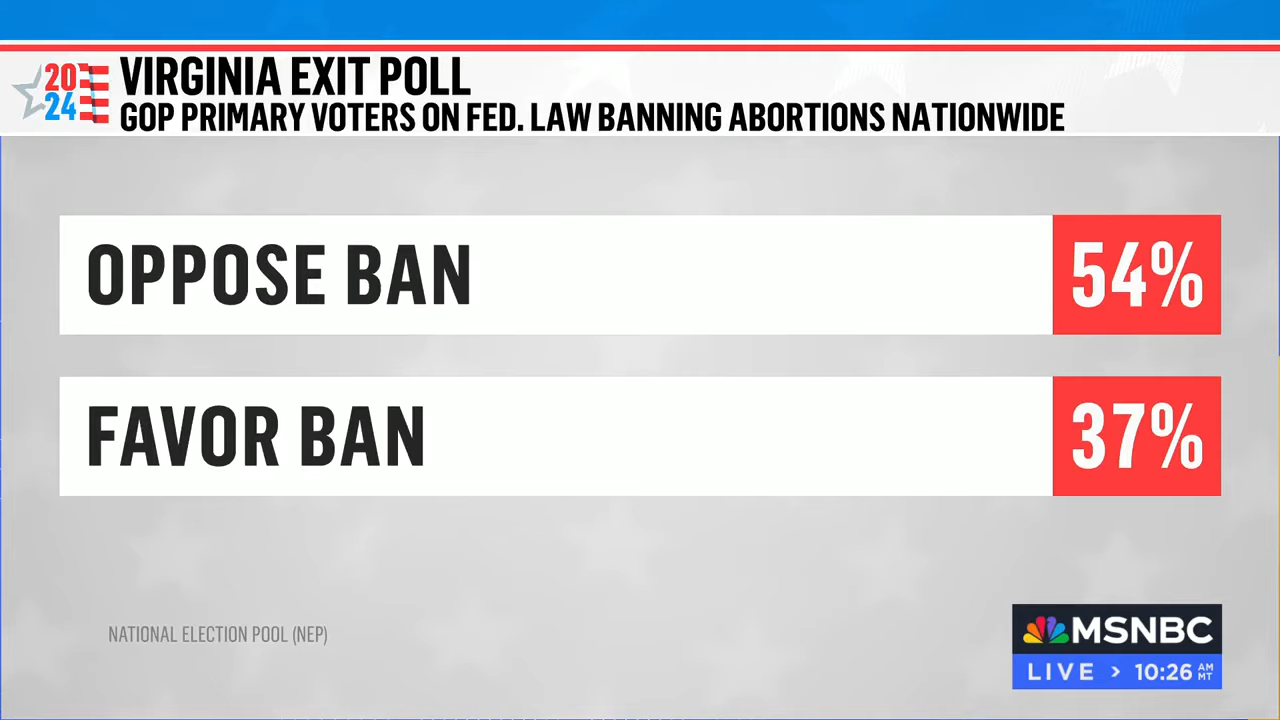 2024
VIRGINIA EXIT POLL
GOP PRIMARY VOTERS ON FED. LAW BANNING ABORTIONS NATIONWIDE
OPPOSE BAN
54%
FAVOR BAN
37%
NATIONAL ELECTION POOL (NEP)
MSNBC
LIVE > 10:26 AM MT